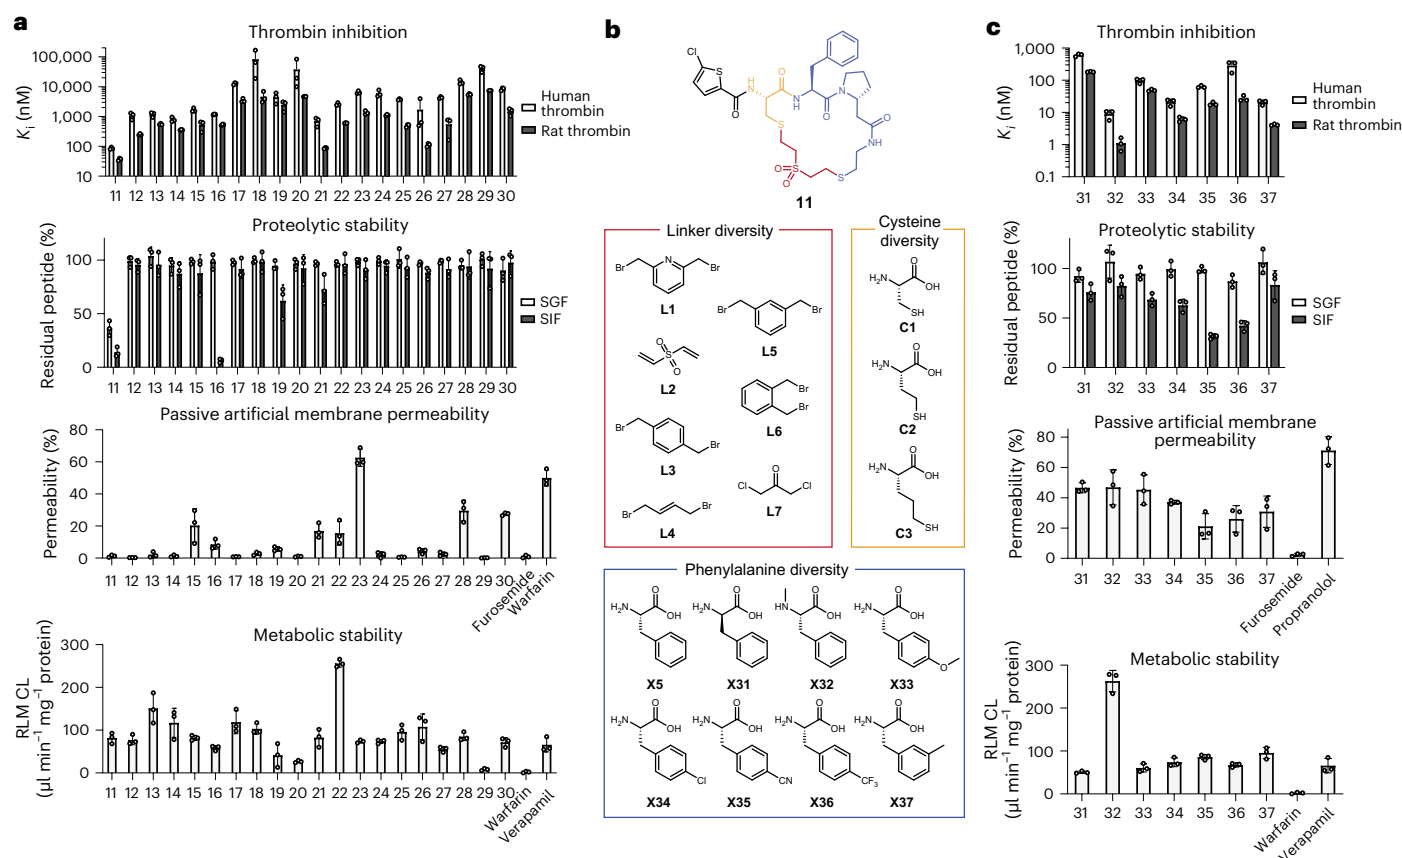 a
Thrombin inhibition
K i (nM)
100,000
10,000
1,000
100
10
11 12 13 14 15 16 17 18 19 20 21 22 23 24 25 26 27 28 29 30
Human
thrombin
Rat thrombin
Proteolytic stability
Residual peptide (%)
100
50
0
11 12 13 14 15 16 17 18 19 20 21 22 23 24 25 26 27 28 29 30
SGF
SIF
Passive artificial membrane permeability
Permeability (%)
80
60
40
20
0
11 12 13 14 15 16 17 18 19 20 21 22 23 24 25 26 27 28 29 30
Furosemide
Warfarin
Metabolic stability
RLM CL
(µl min−1 mg−1 protein)
300
200
100
0
11 12 13 14 15 16 17 18 19 20 21 22 23 24 25 26 27 28 29 30
Warfarin
Verapamil
b
Cl
S
O
H
N
O
H
N
O
N
O
NH
O
S
S
O
O
S
11
Linker diversity
Br
N
Br
L1
Br
Br
L5
O
S
O
L2
Br
Br
L6
Br
Br
L3
O
Cl
Cl
L7
Br
Br
L4
Cysteine
diversity
H2N
O
OH
SH
C1
H2N
O
OH
SH
C2
H2N
O
OH
SH
C3
Phenylalanine diversity
H2N
O
OH
X5
H2N
O
OH
X31
HN
O
OH
X32
H2N
O
OH
O
X33
H2N
O
OH
Cl
X34
H2N
O
OH
CN
X35
H2N
O
OH
CF3
X36
H2N
O
OH
X37
c
Thrombin inhibition
K i (nM)
1,000
100
10
1
0.1
31 32 33 34 35 36 37
Human
thrombin
Rat thrombin
Proteolytic stability
Residual peptide (%)
100
50
0
31 32 33 34 35 36 37
SGF
SIF
Passive artificial membrane
permeability
Permeability (%)
80
60
40
20
0
31 32 33 34 35 36 37
Furosemide
Propranolol
Metabolic stability
RLM CL
(µl min−1 mg−1 protein)
300
200
100
0
31 32 33 34 35 36 37
Warfarin
Verapamil